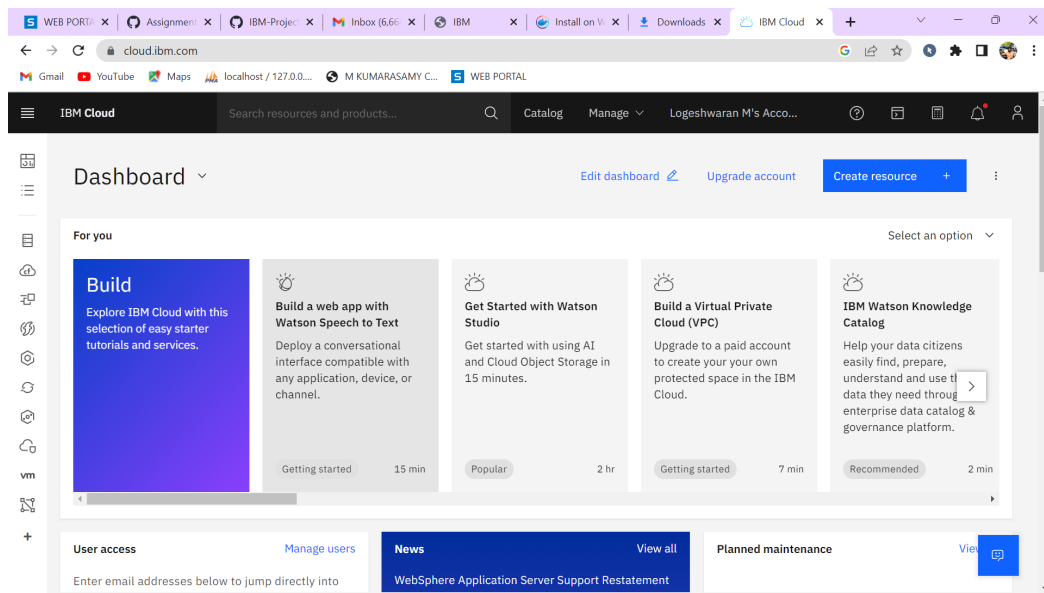 WEB PORTA
Assignment
IBM-Projec
Inbox (6,66
IBM
Install on W
Downloads
IBM Cloud
cloud.ibm.com
Gmail
YouTube
Maps
localhost / 127.0.0....
M KUMARASAMY C...
WEB PORTAL
IBM Cloud
Search resources and products...
Catalog
Manage
Logeshwaran M's Acco...
Dashboard
Edit dashboard
Upgrade account
Create resource +
For you
Select an option
Build
Explore IBM Cloud with this
selection of easy starter
tutorials and services.
Build a web app with
Watson Speech to Text
Deploy a conversational
interface compatible with
any application, device, or
channel.
Getting started
15 min
Get Started with Watson
Studio
Get started with using AI
and Cloud Object Storage in
15 minutes.
Popular
2 hr
Build a Virtual Private
Cloud (VPC)
Upgrade to a paid account
to create your your own
protected space in the IBM
Cloud.
Getting started
7 min
IBM Watson Knowledge
Catalog
Help your data citizens
easily find, prepare,
understand and use th
data they need throug
enterprise data catalog &
governance platform.
Recommended
2 min
vm
User access
Manage users
Enter email addresses below to jump directly into
News
View all
WebSphere Application Server Support Restatement
Planned maintenance
View